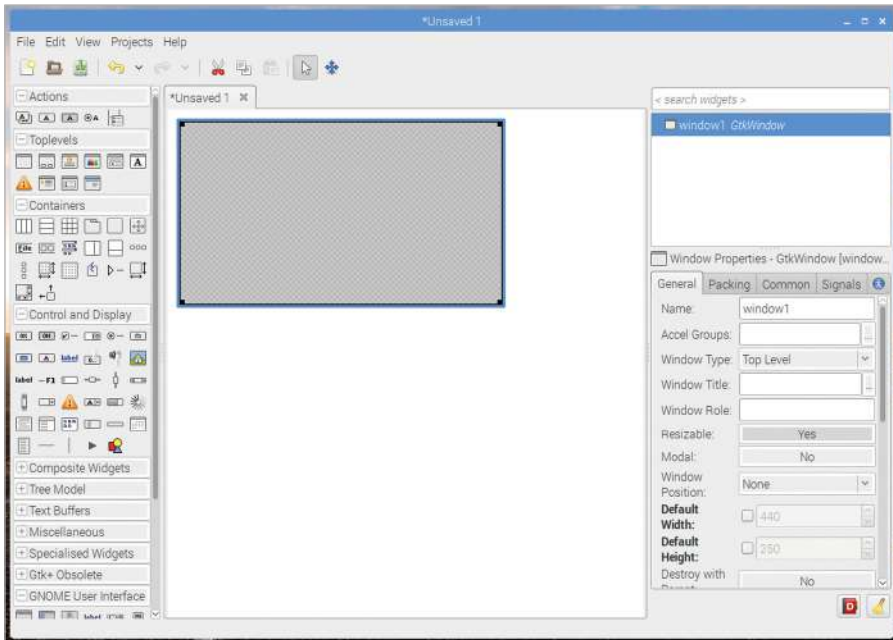 *Unsaved 1
File Edit View Projects Help
Actions
Toplevels
Containers
Control and Display
Composite Widgets
Tree Model
Text Buffers
Miscellaneous
Specialised Widgets
Gtk+ Obsolete
GNOME User Interface
*Unsaved 1
< search widgets >
window1 GtkWindow
Window Properties - GtkWindow [window...
General Packing Common Signals
Name: window1
Accel Groups:
Window Type: Top Level
Window Title:
Window Role:
Resizable: Yes
Modal: No
Window Position: None
Default Width: 440
Default Height: 250
Destroy with No